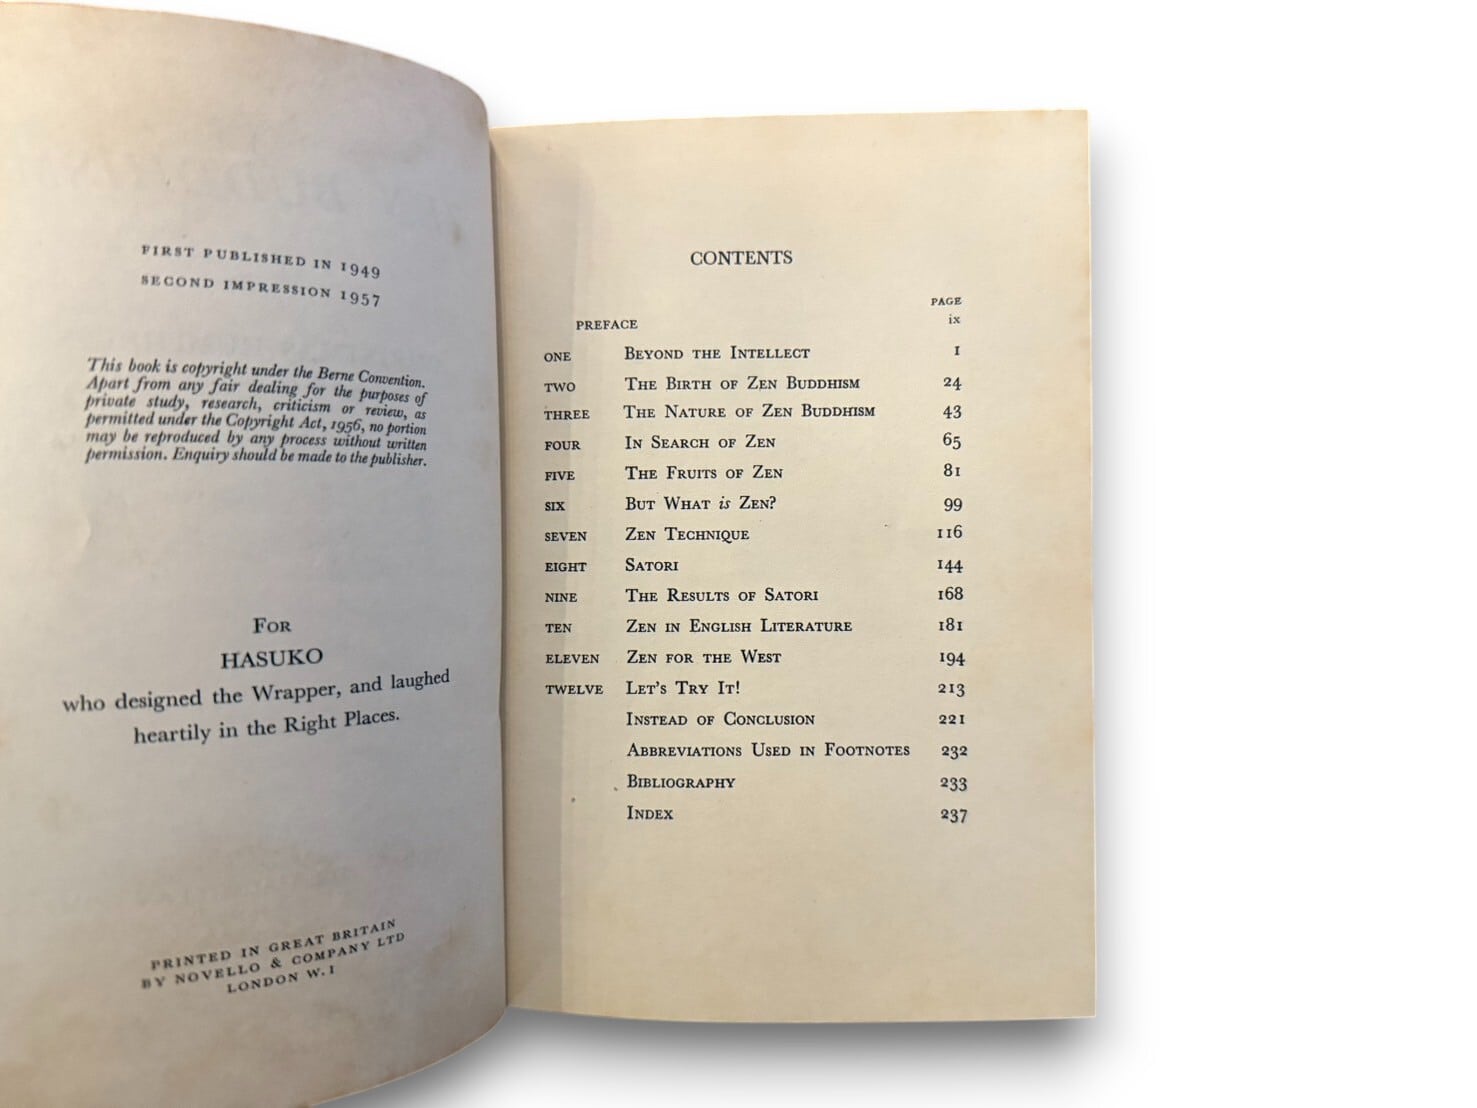 FIRST PUBLISHED IN 1949
SECOND IMPRESSION 1957
This book is copyright under the Berne Convention.
Apart from any fair dealing for the purposes of
private study, research, criticism or review, as
permitted under the Copyright Act, 1956, no portion
may be reproduced by any process without written
permission. Enquiry should be made to the publisher.
FOR
HASUKO
who designed the Wrapper, and laughed
heartily in the Right Places.
PRINTED IN GREAT BRITAIN
BY NOVELLO & COMPANY LTD
LONDON W.1
CONTENTS
PAGE
PREFACE ix
ONE BEYOND THE INTELLECT 1
TWO THE BIRTH OF ZEN BUDDHISM 24
THREE THE NATURE OF ZEN BUDDHISM 43
FOUR IN SEARCH OF ZEN 65
FIVE THE FRUITS OF ZEN 81
SIX BUT WHAT is ZEN? 99
SEVEN ZEN TECHNIQUE 116
EIGHT SATORI 144
NINE THE RESULTS OF SATORI 168
TEN ZEN IN ENGLISH LITERATURE 181
ELEVEN ZEN FOR THE WEST 194
TWELVE LET'S TRY IT! 213
INSTEAD OF CONCLUSION 221
ABBREVIATIONS USED IN FOOTNOTES 232
BIBLIOGRAPHY 233
INDEX 237